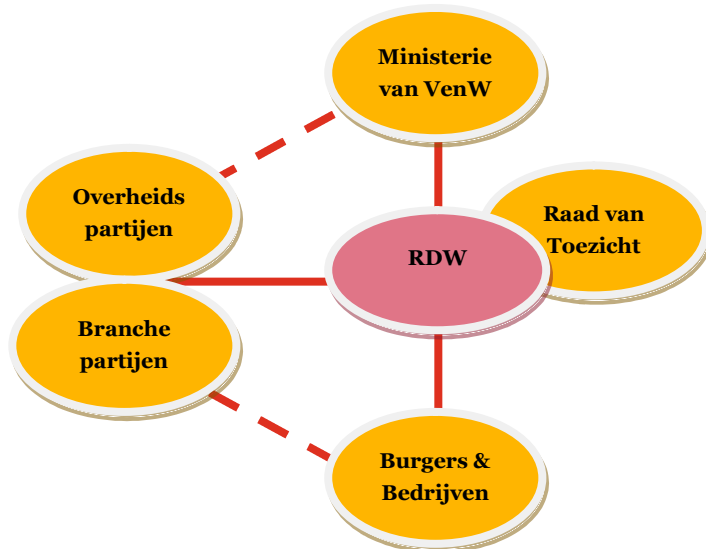 Ministerie
van VenW
Overheids
partijen
Raad van
Toezicht
RDW
Branche
partijen
Burgers &
Bedrijven